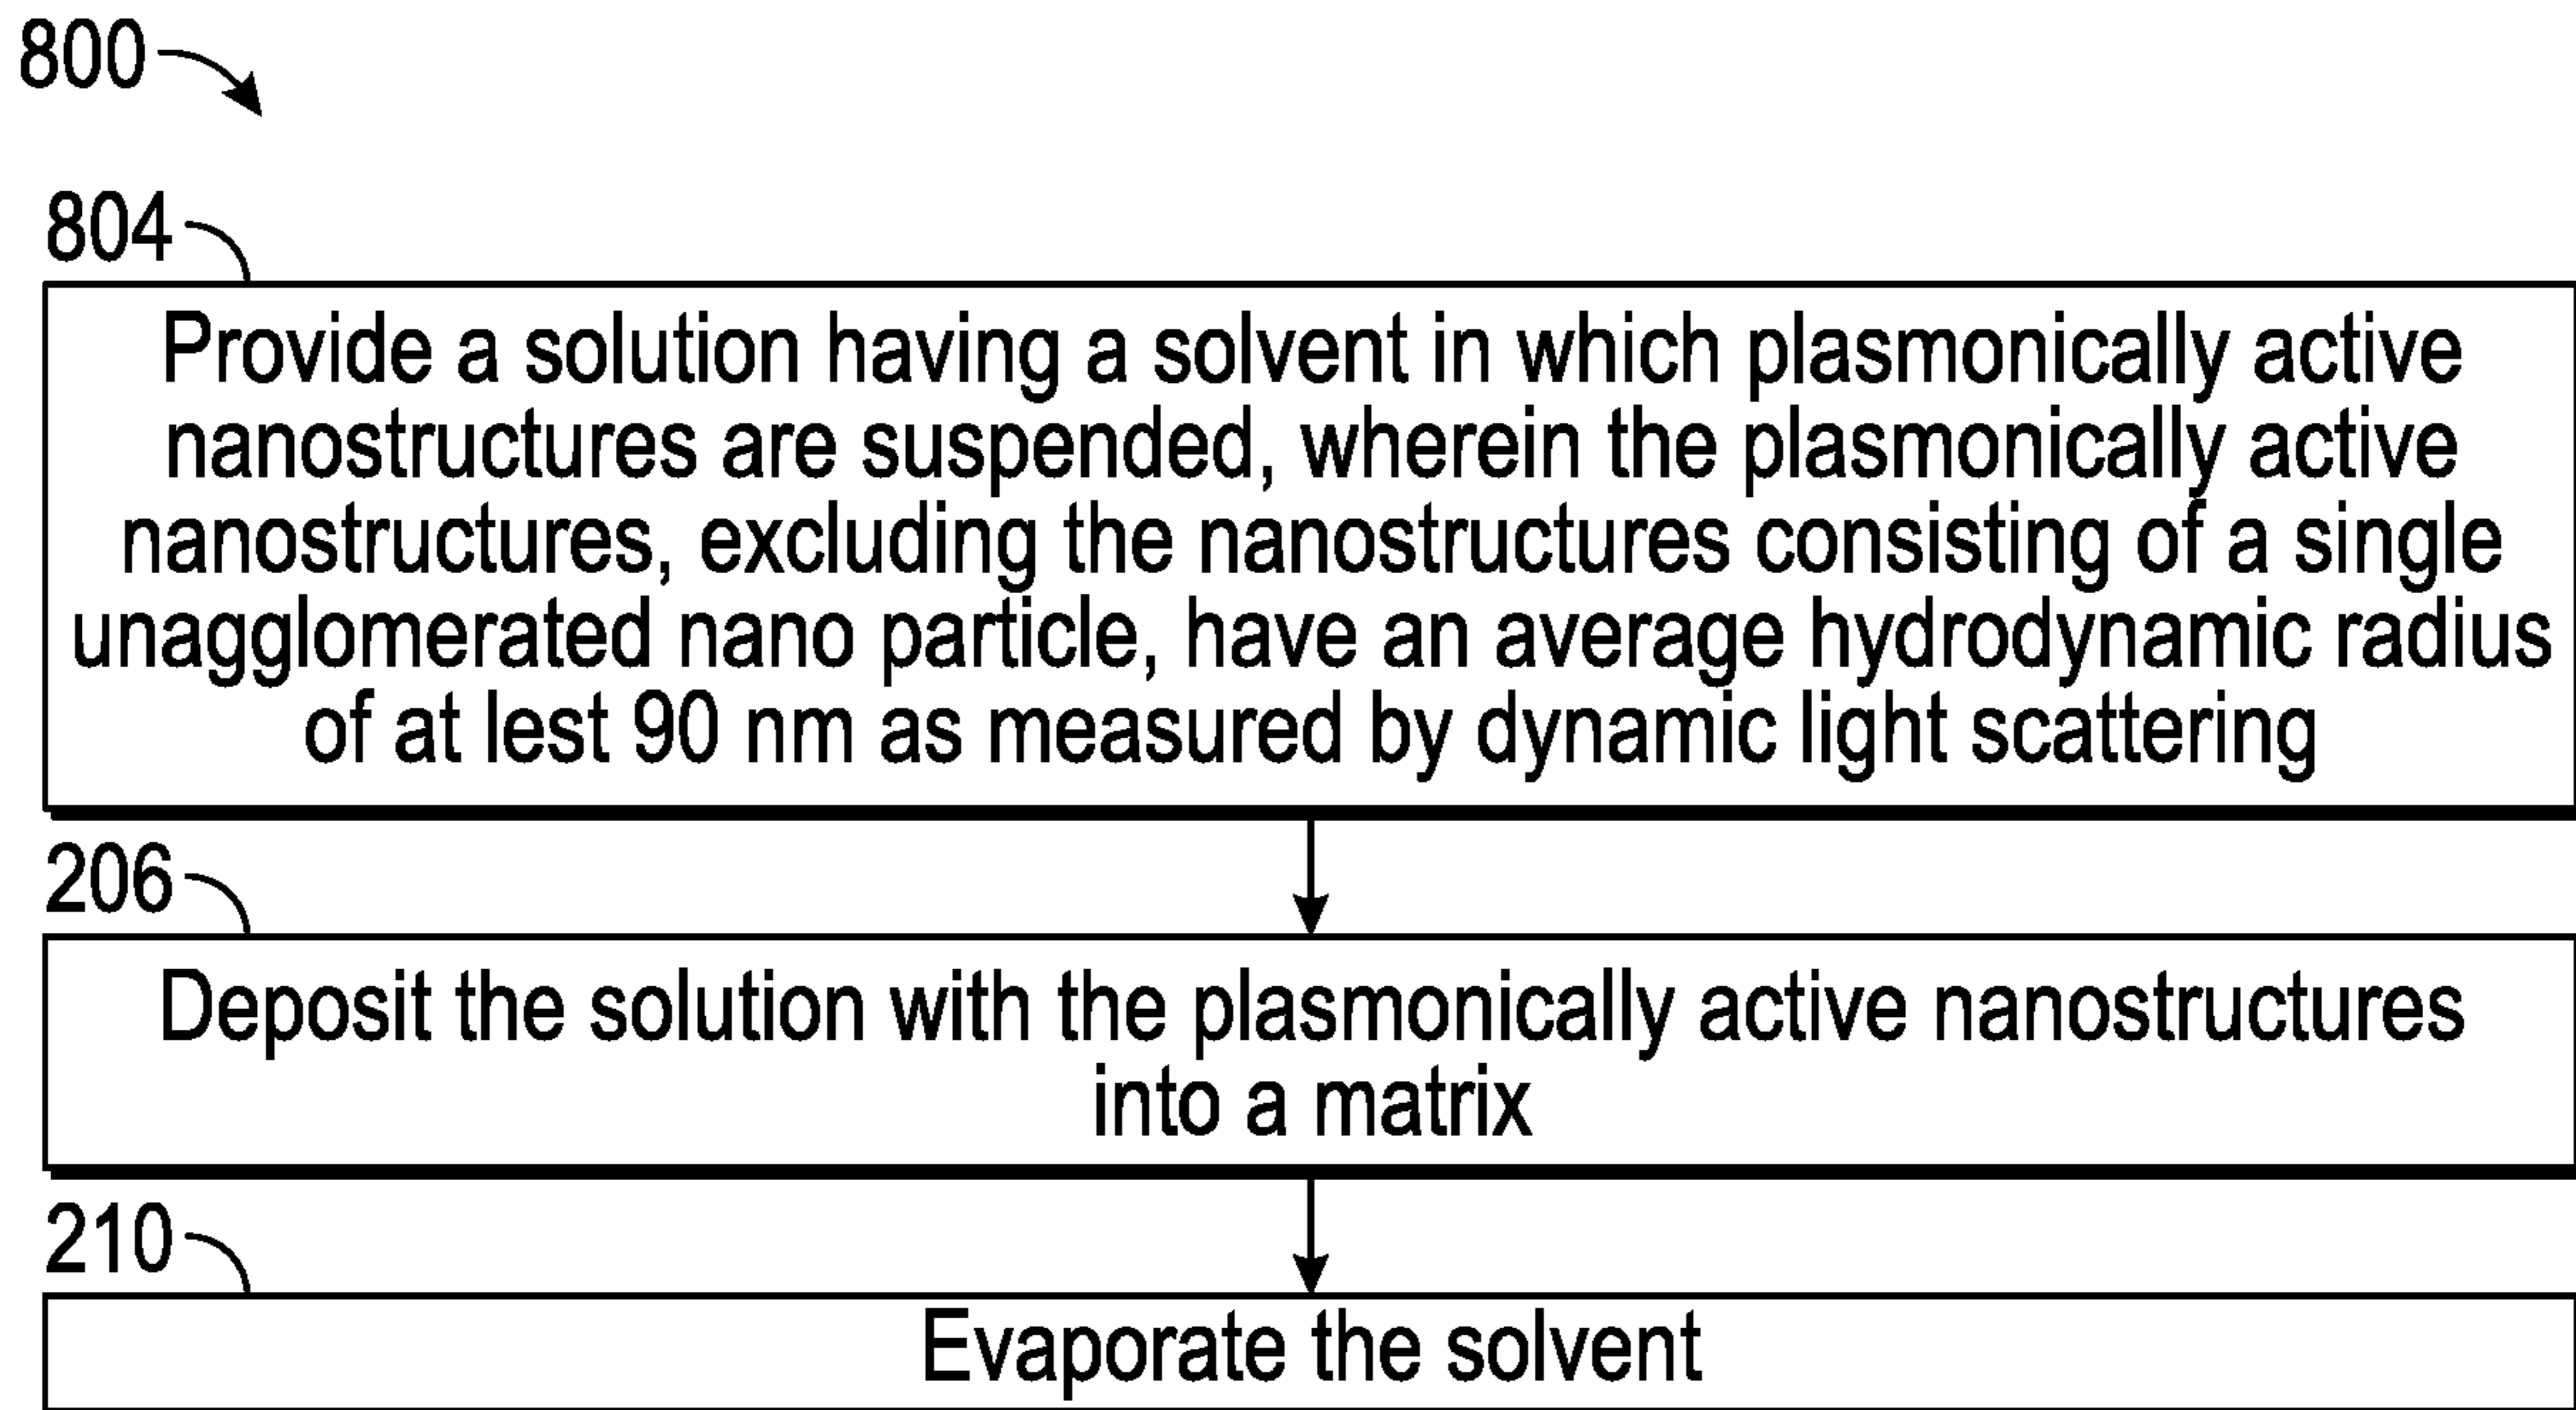 800
804
Provide a solution having a solvent in which plasmonically active
nanostructures are suspended, wherein the plasmonically active
nanostructures, excluding the nanostructures consisting of a single
unagglomerated nano particle, have an average hydrodynamic radius
of at lest 90 nm as measured by dynamic light scattering
206
Deposit the solution with the plasmonically active nanostructures
into a matrix
210
Evaporate the solvent